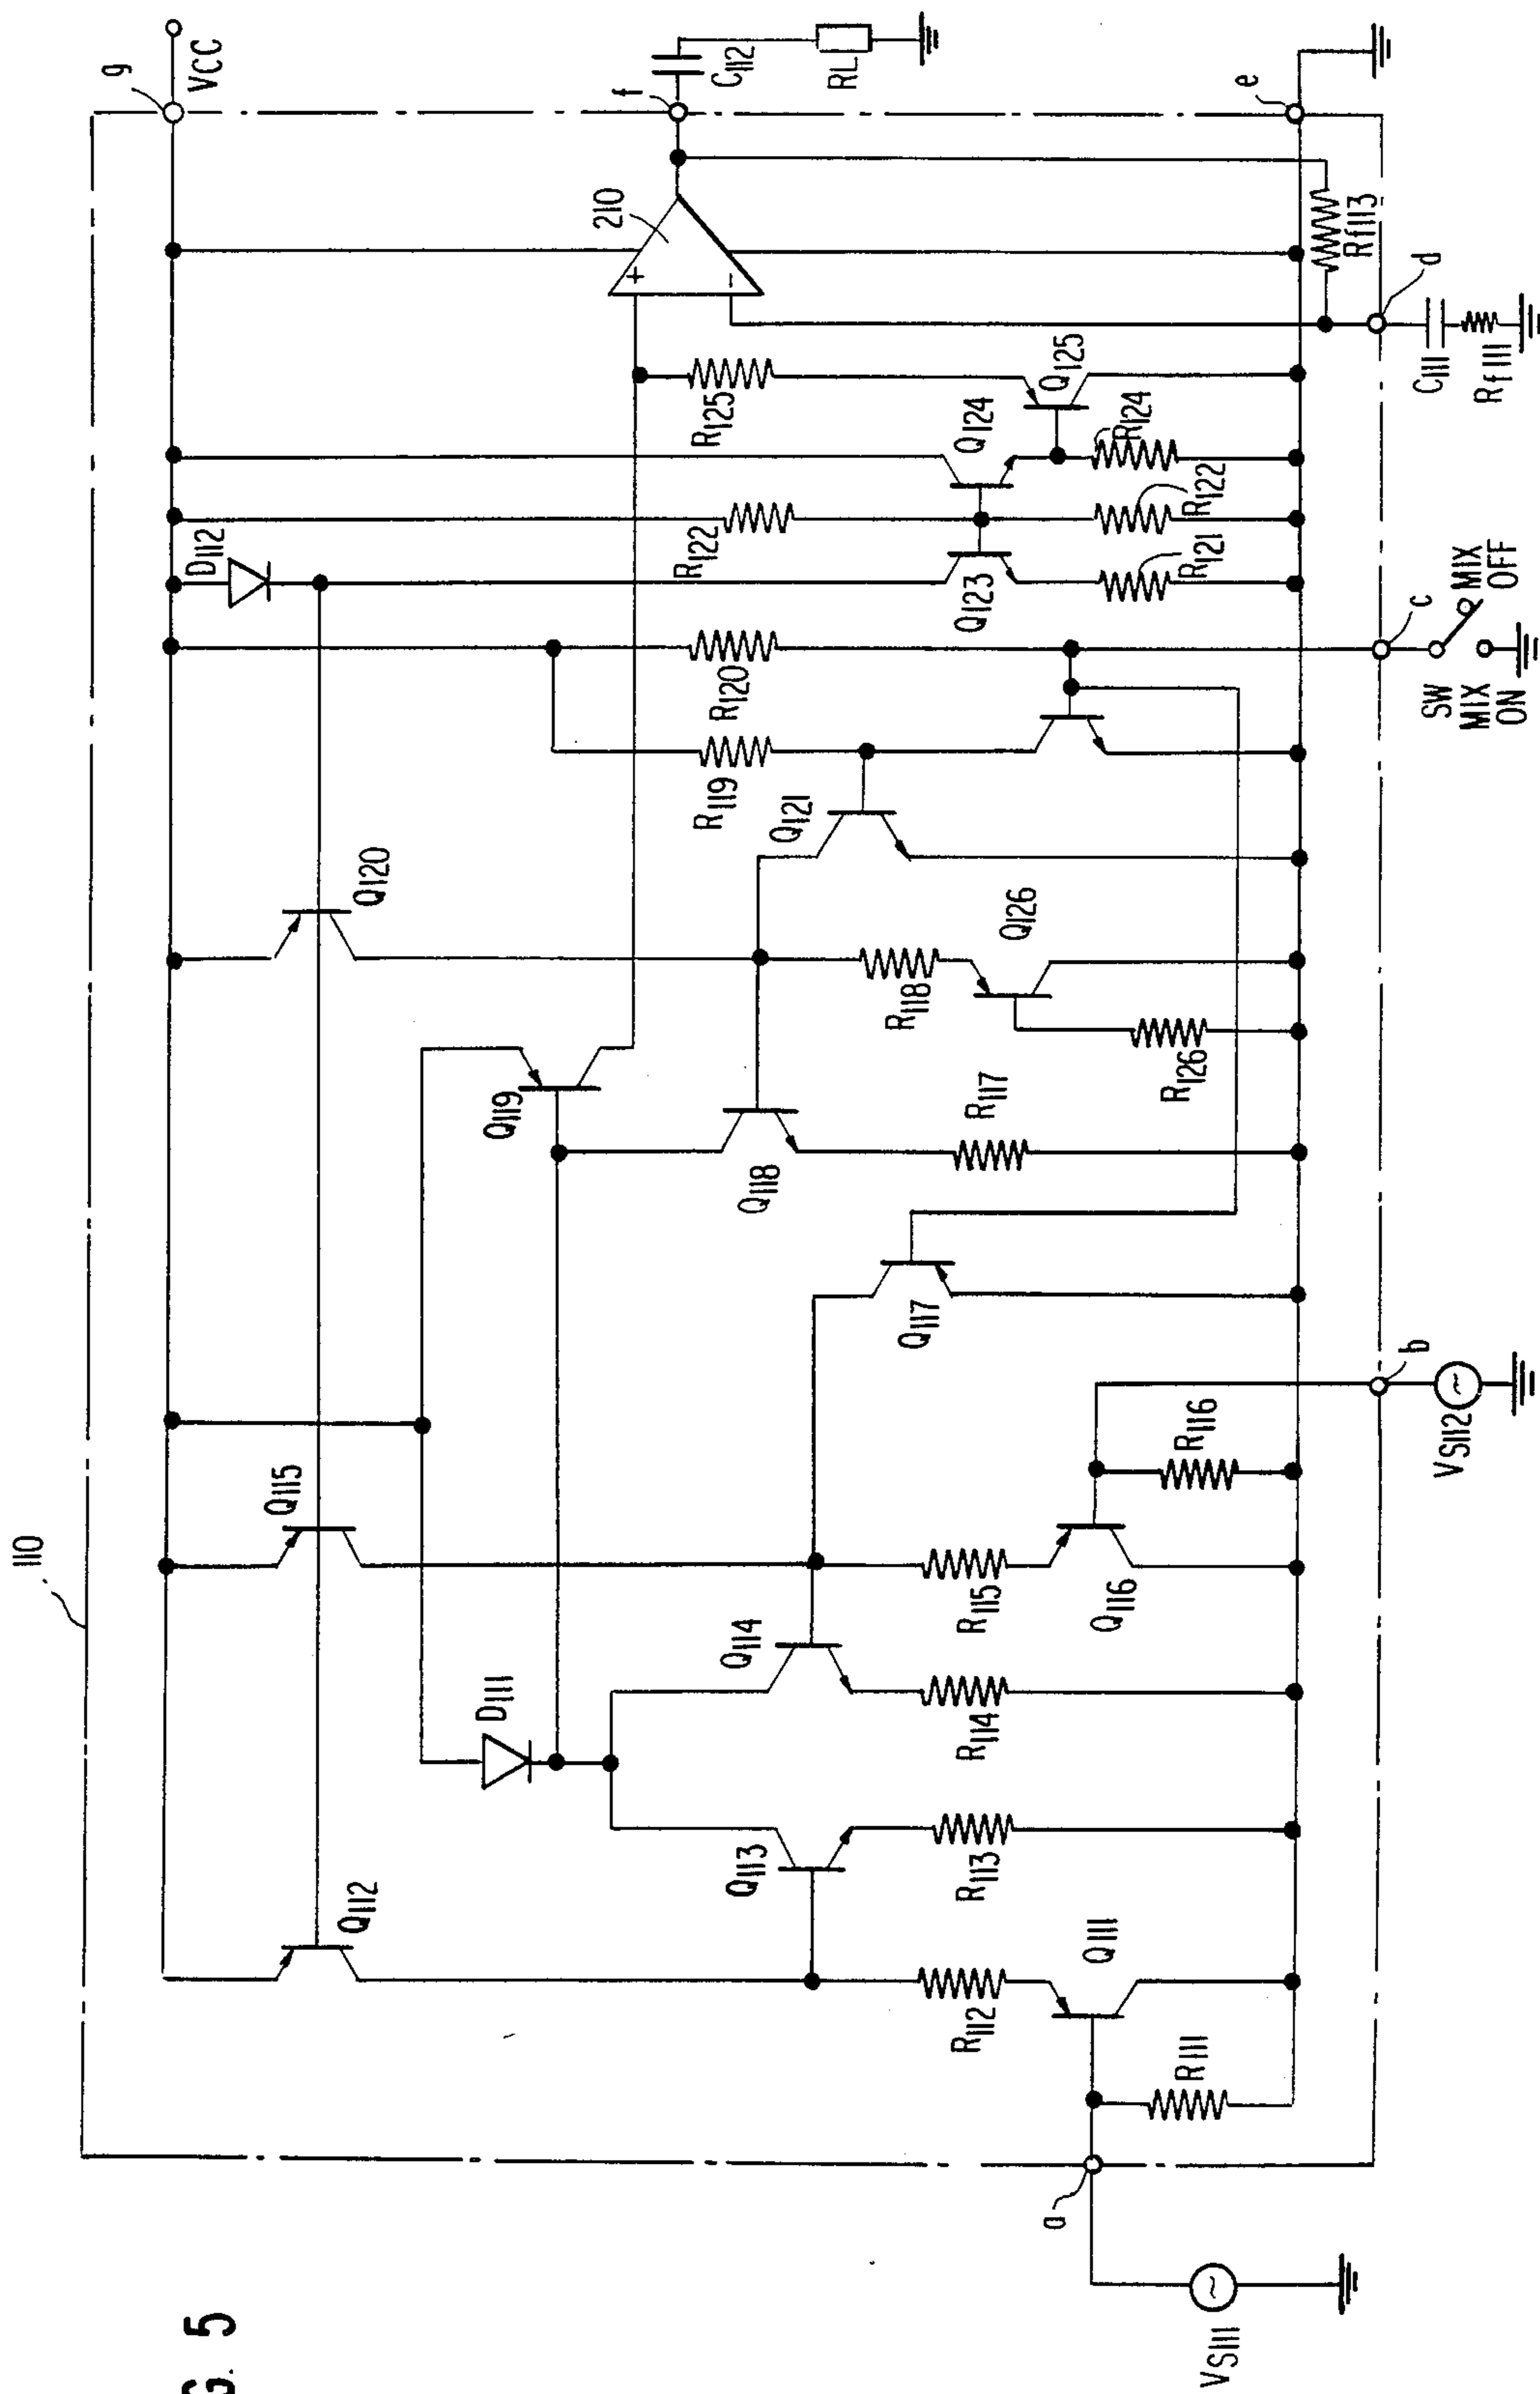 G. 5
110
g
VCC
Q112
Q115
Q120
D112
210
+
−
f
C112
RL
D111
Q119
R119
R120
R122
R125
Q113
Q114
Q118
Q121
Q123
Q124
Q125
Q117
Q126
R118
R117
R126
R112
R113
R114
R115
Q111
Q116
R111
R116
R121
R122
R124
Rf113
a
b
c
d
e
VS111
VS112
SW
MIX
ON
MIX
OFF
C111
Rf111